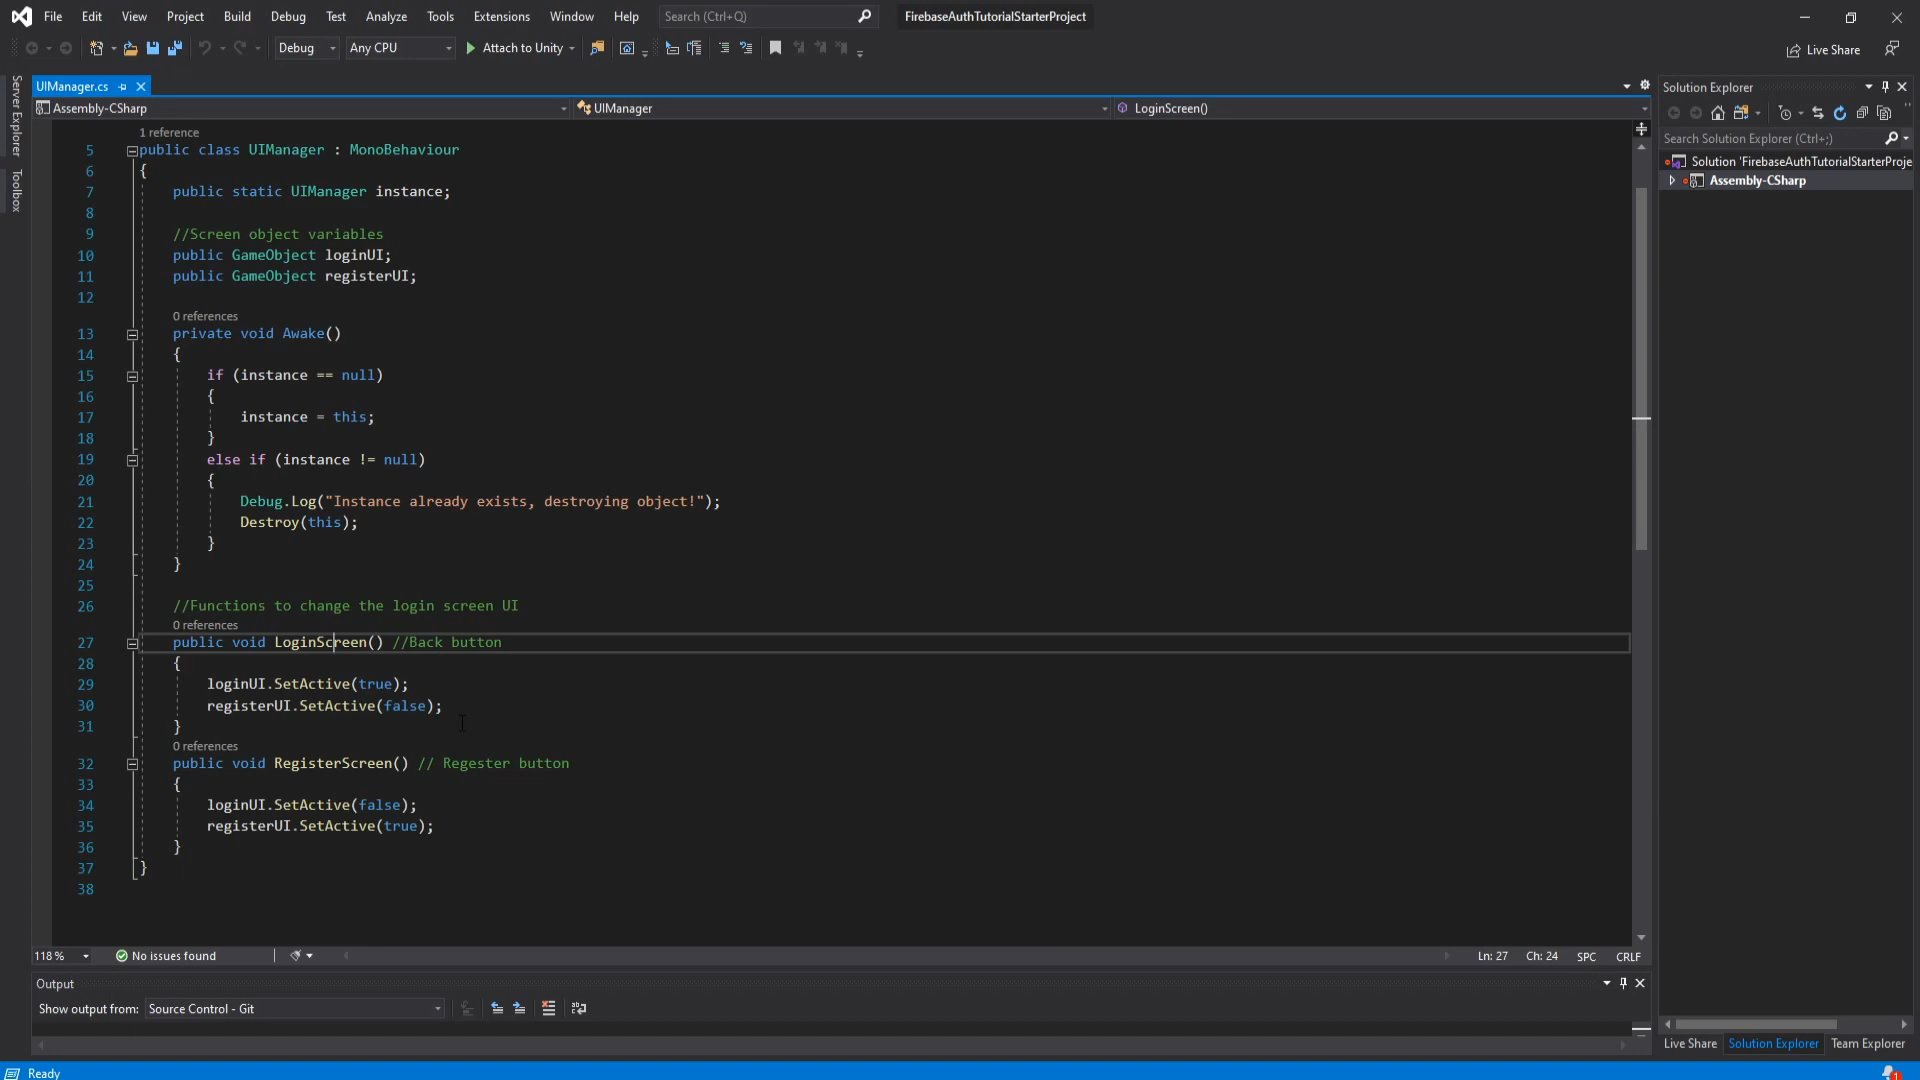 File Edit View Project Build Debug Test Analyze Tools Extensions Window Help Search (Ctrl+Q) FirebaseAuthTutorialStarterProject
Debug Any CPU Attach to Unity Live Share
Server Explorer
Toolbox
UIManager.cs
Assembly-CSharp UIManager LoginScreen()
1 reference
5 public class UIManager : MonoBehaviour
6 {
7 public static UIManager instance;
8
9 //Screen object variables
10 public GameObject loginUI;
11 public GameObject registerUI;
12
0 references
13 private void Awake()
14 {
15 if (instance == null)
16 {
17 instance = this;
18 }
19 else if (instance != null)
20 {
21 Debug.Log("Instance already exists, destroying object!");
22 Destroy(this);
23 }
24 }
25
26 //Functions to change the login screen UI
0 references
27 public void LoginScreen() //Back button
28 {
29 loginUI.SetActive(true);
30 registerUI.SetActive(false);
31 }
0 references
32 public void RegisterScreen() // Regester button
33 {
34 loginUI.SetActive(false);
35 registerUI.SetActive(true);
36 }
37 }
38
118 % No issues found Ln: 27 Ch: 24 SPC CRLF
Output
Show output from: Source Control - Git
Solution Explorer
Search Solution Explorer (Ctrl+;)
Solution 'FirebaseAuthTutorialStarterProje
Assembly-CSharp
Live Share Solution Explorer Team Explorer
Ready 1